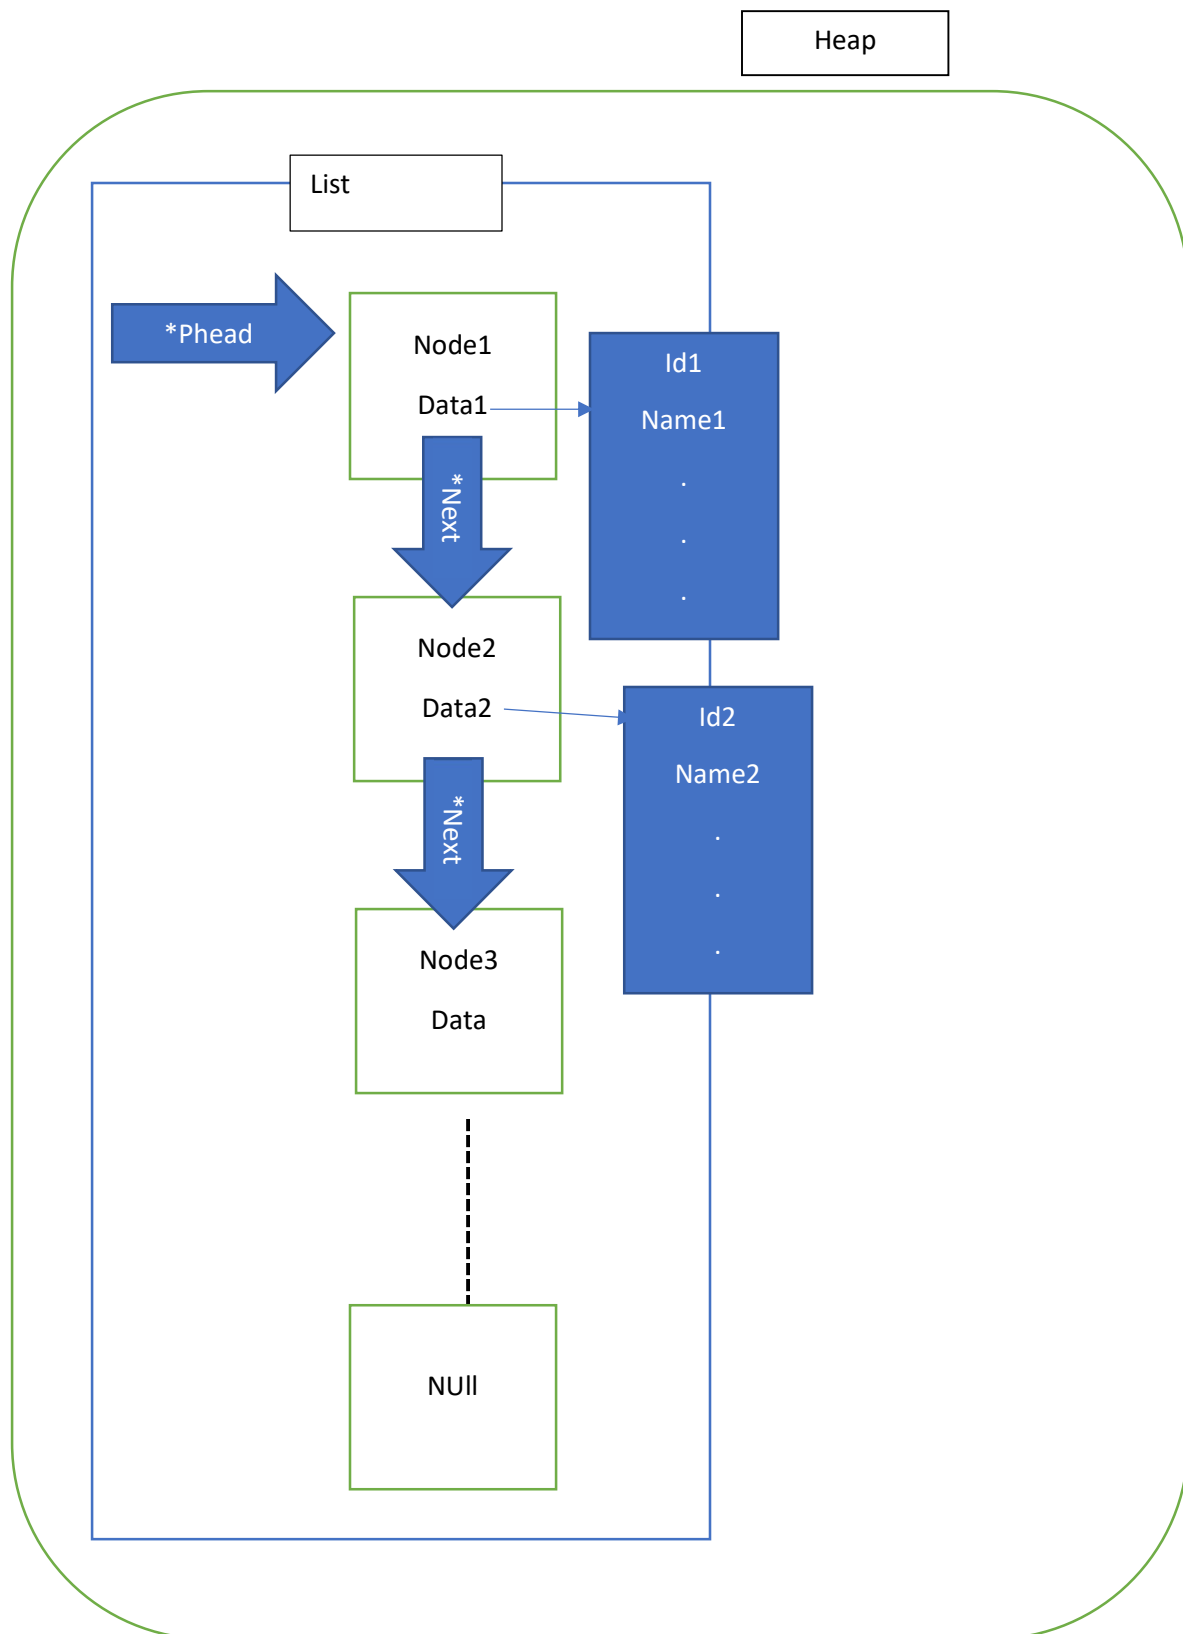 Heap
List
*Phead
Node1
Data1
Id1
Name1
.
.
.
*Next
Node2
Data2
Id2
Name2
.
.
.
*Next
Node3
Data
NUll